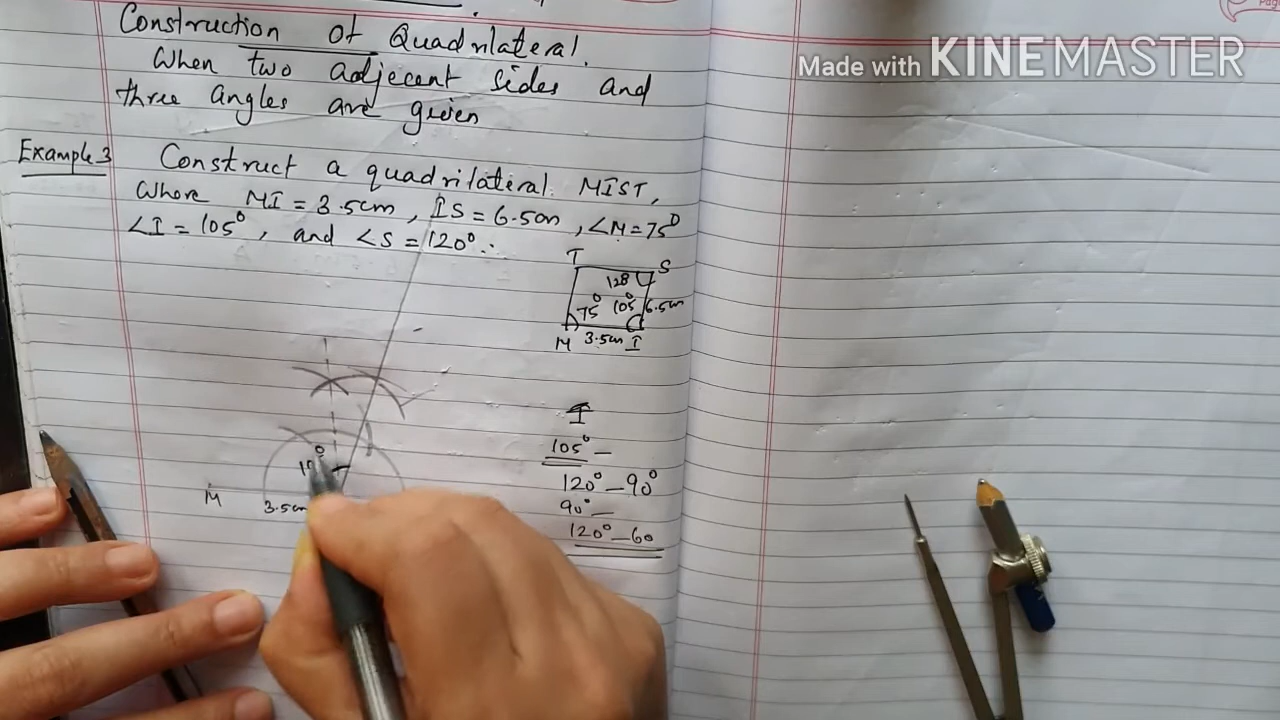 Construction of Quadrilateral.
When two adjecent sides and
three angles are given
Example 3 Construct a quadrilateral MIST,
Where MI = 3.5cm, IS = 6.5cm, ∠M = 75°
∠I = 105°, and ∠S = 120°.
T
128
S
75°
105°
6.5cm
M 3.5cm I
I
105° –
120° – 90°
90° –
120° – 60
M
3.5cm
Made with KINEMASTER